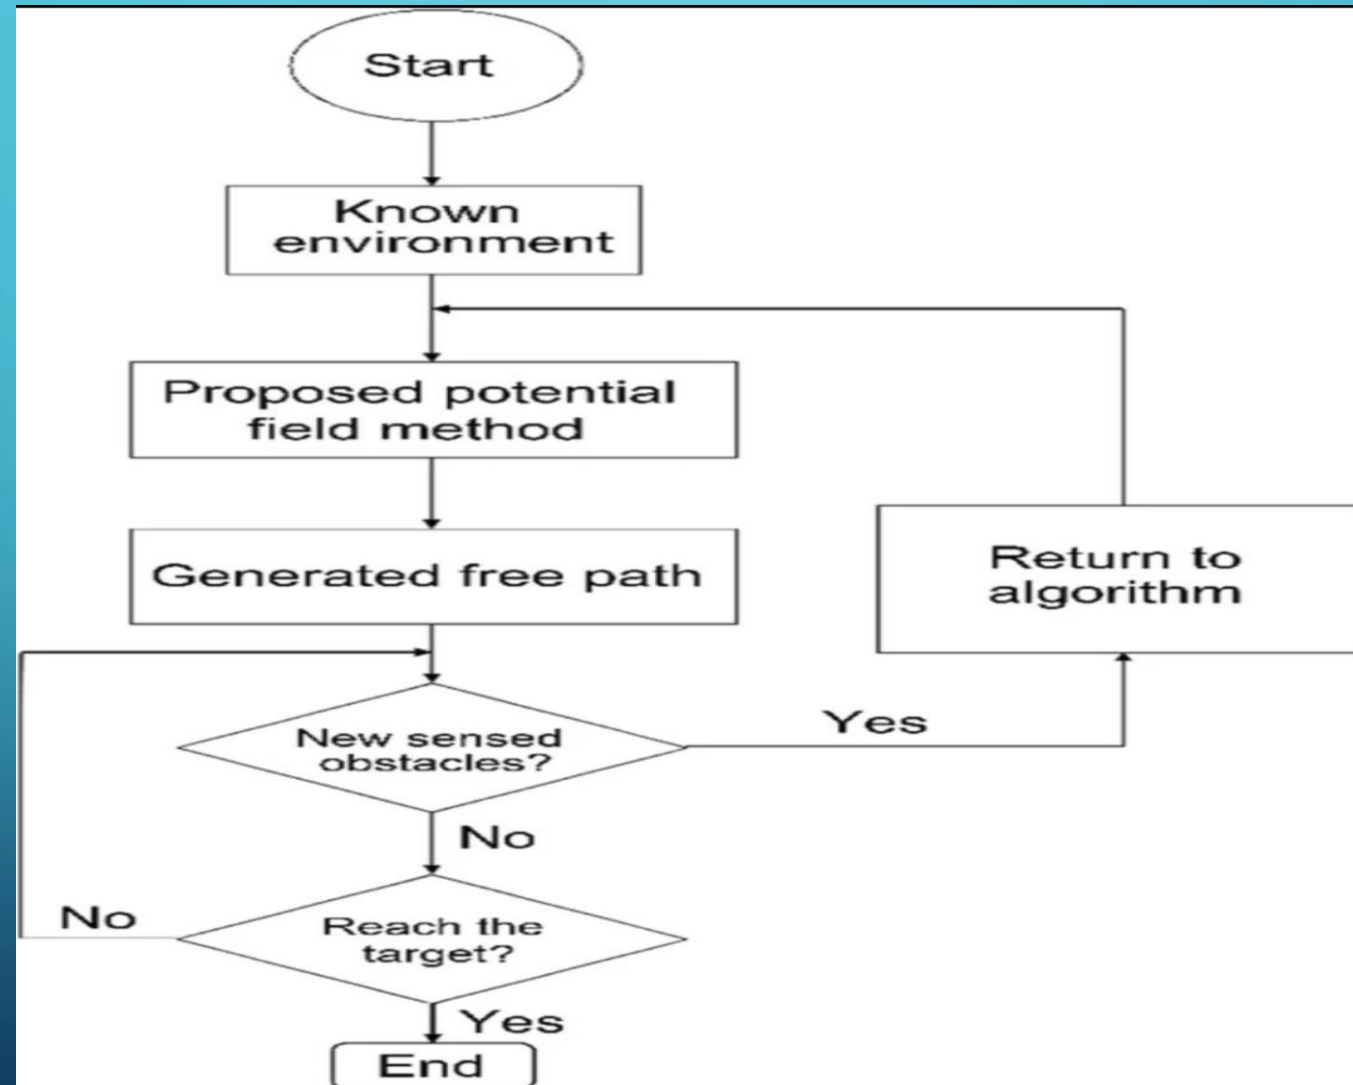 Start
Known
environment
Proposed potential
field method
Generated free path
Return to
algorithm
New sensed
obstacles?
Yes
No
Reach the
target?
No
Yes
End